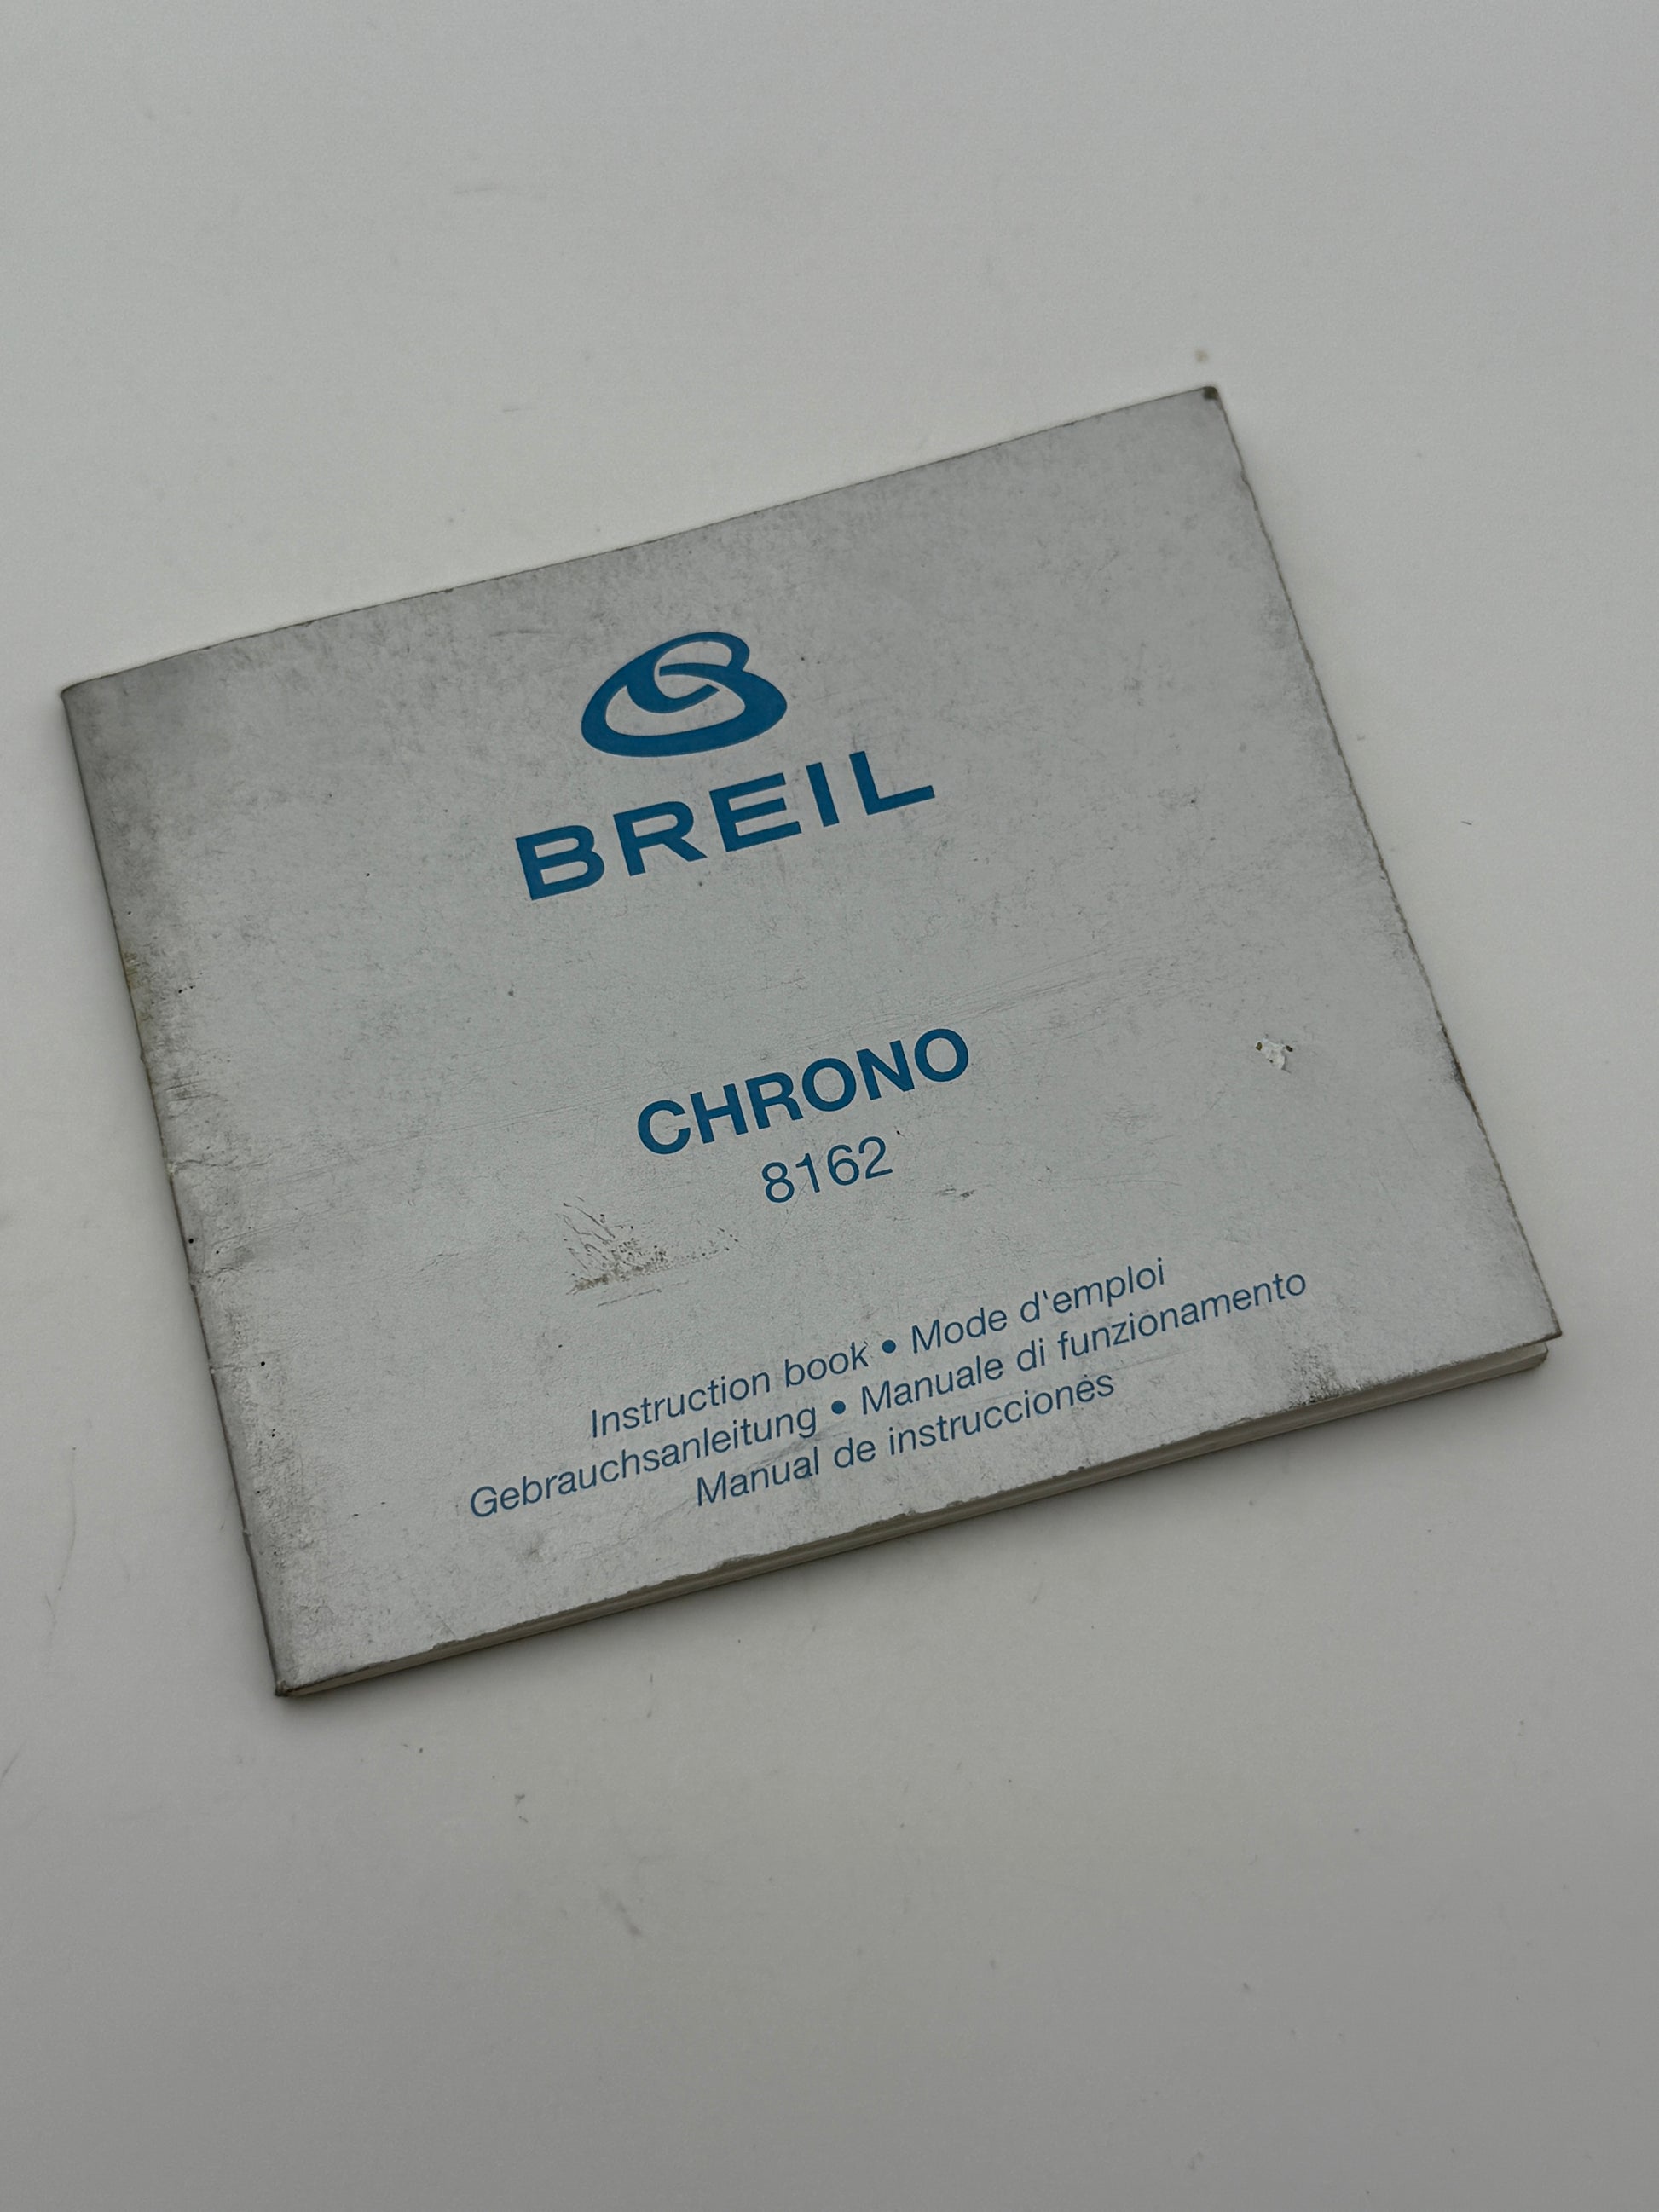 BREIL
CHRONO
8162
Instruction book • Mode d'emploi
Gebrauchsanleitung • Manuale di funzionamento
Manual de instrucciones